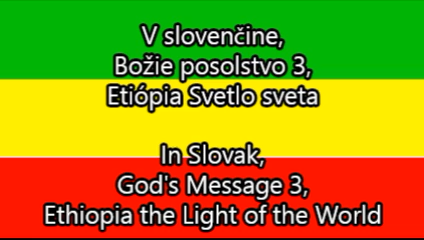 V slovenčine,
Božie posolstvo 3,
Etiópia Svetlo sveta
In Slovak,
God's Message 3,
Ethiopia the Light of the World